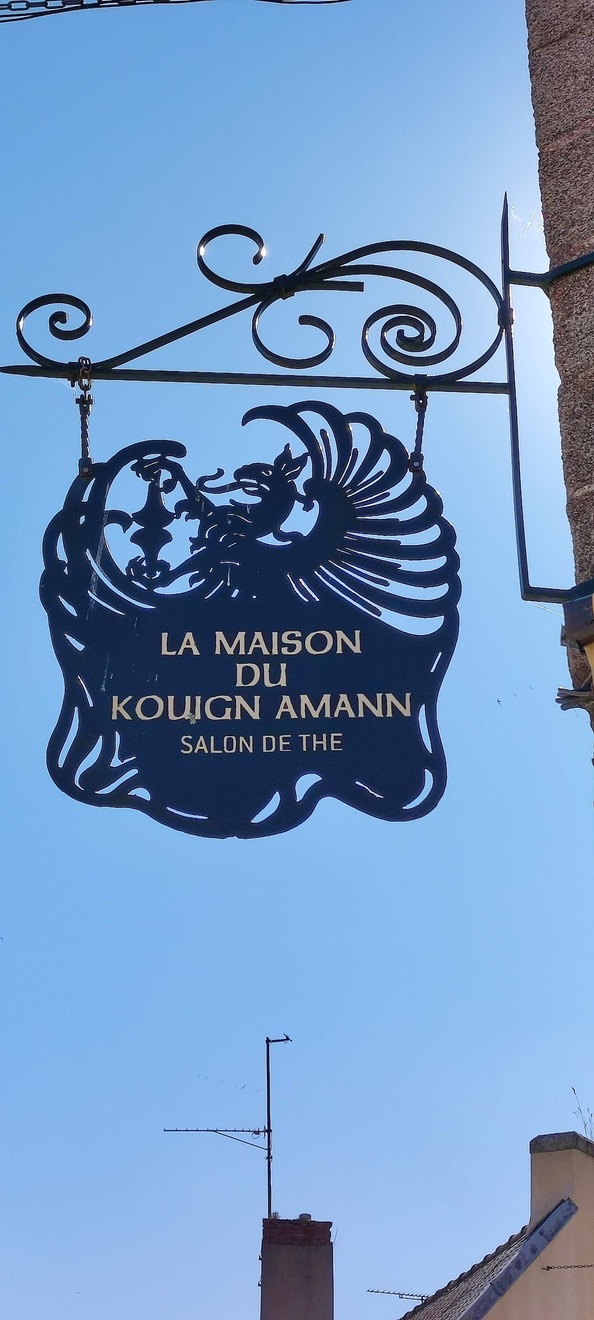 LA MAISON
DU
KOUIGN AMANN
SALON DE THE